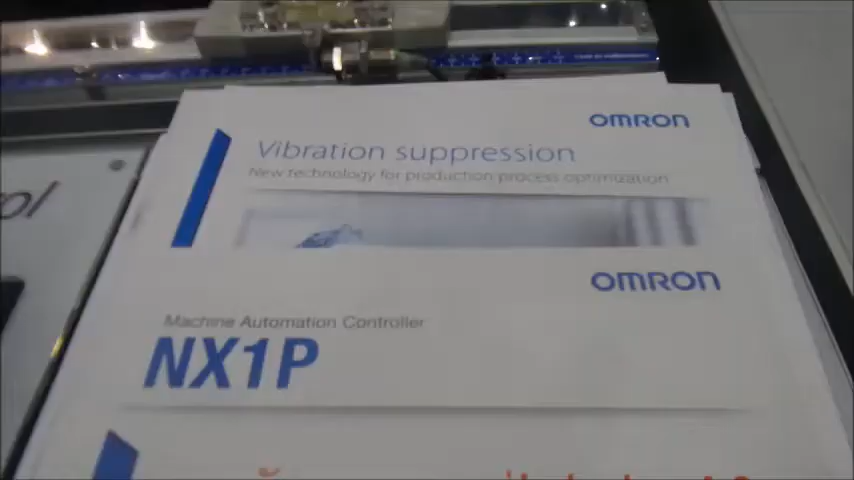 OMRON
Vibration suppression
New technology for production process optimization
OMRON
Machine Automation Controller
NX1P